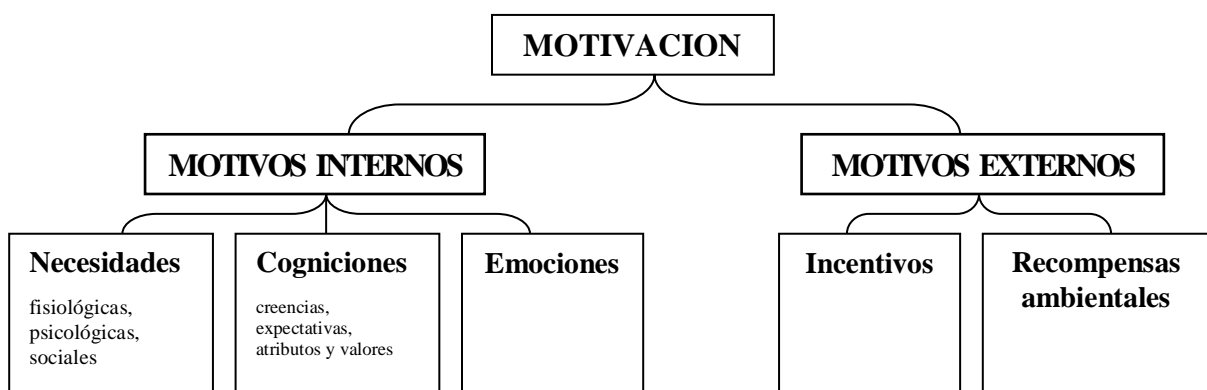 MOTIVACION
MOTIVOS INTERNOS
MOTIVOS EXTERNOS
Necesidades
fisiológicas,
psicológicas,
sociales
Cogniciones
creencias,
expectativas,
atributos y valores
Emociones
Incentivos
Recompensas
ambientales